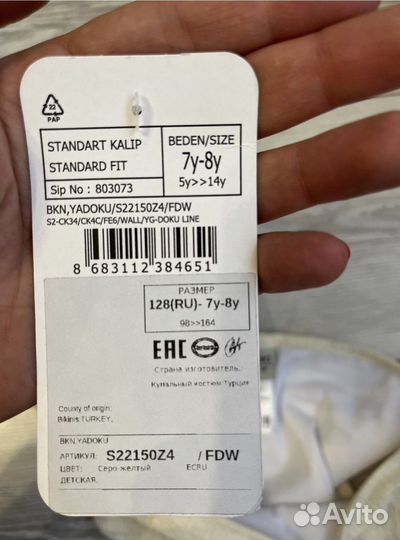 22
PAP
STANDART KALIP
STANDARD FIT
Sip No : 803073
BEDEN/SIZE
7y-8y
5y>>14y
BKN,YADOKU/S22150Z4/FDW
S2-CK34/CK4C/FE6/WALL/YG-DOKU LINE
8 683112 384651
РАЗМЕР
128(RU)- 7y-8y
98>>164
EAC
Страна изготовитель.
Купальный костюм:Турция
County of origin:
Bikinis TURKEY,
BKN,YADOKU
АРТИКУЛ: S22150Z4 / FDW
ЦВЕТ: Серо-желтый ECRU
ДЕТСКАЯ.
Avito